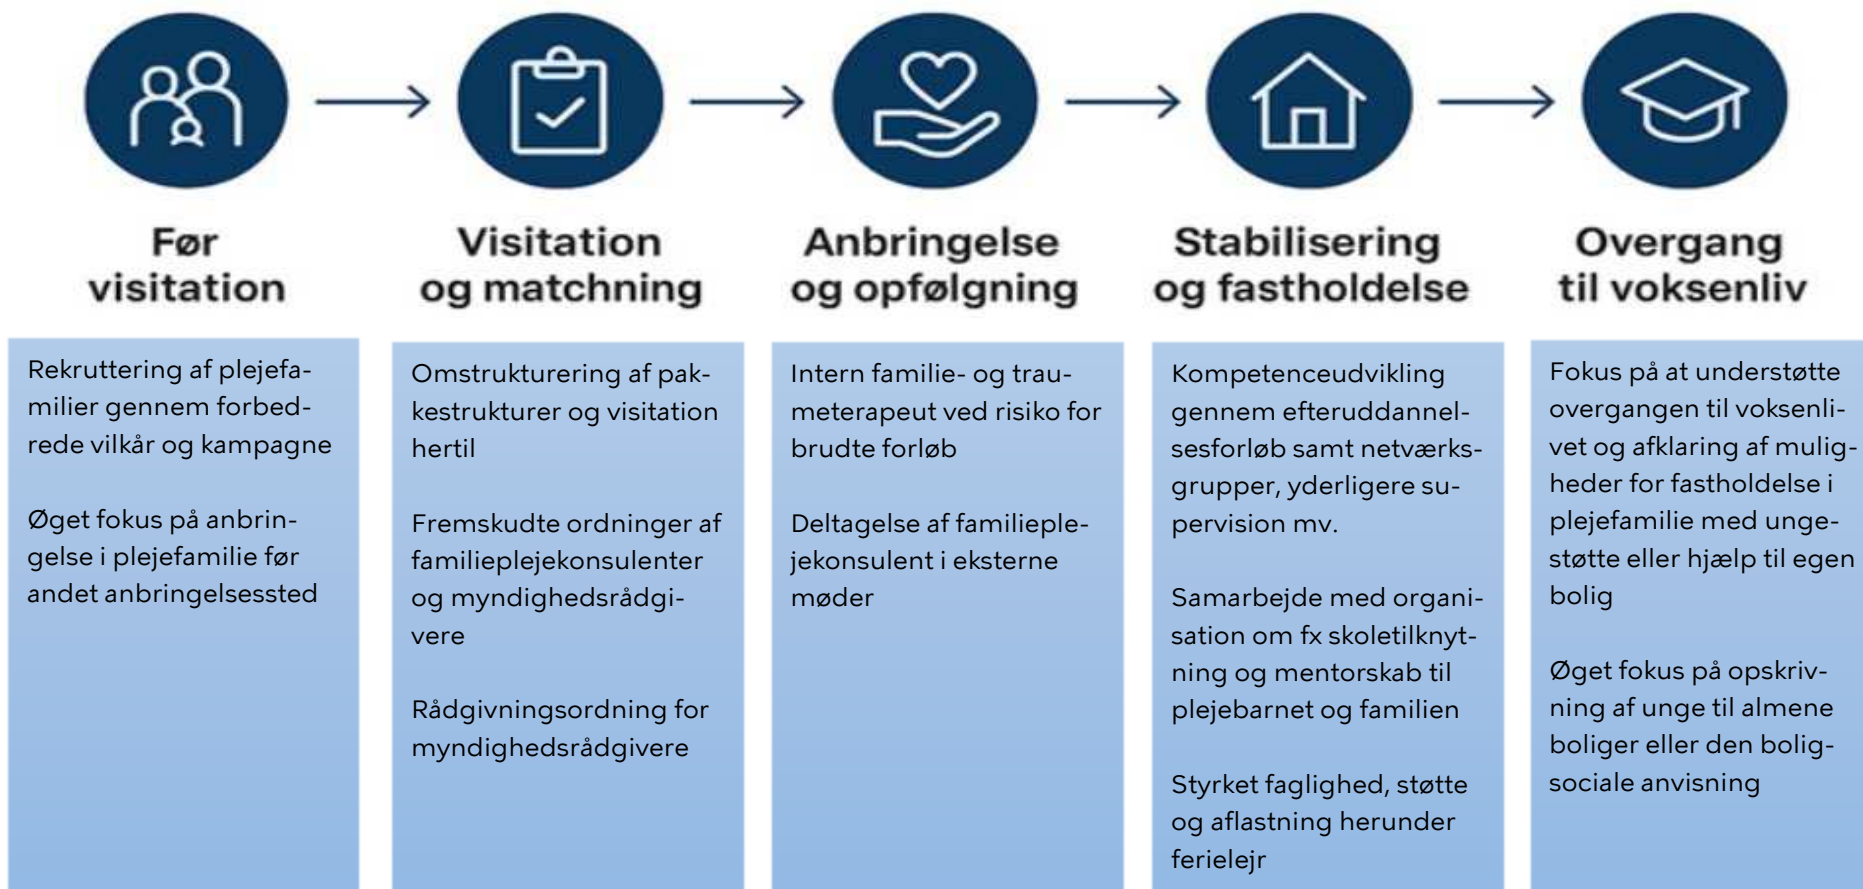 Før
visitation
Visitation
og matchning
Anbringelse
og opfølgning
Stabilisering
og fastholdelse
Overgang
til voksenliv
Rekruttering af plejefa-
milier gennem forbed-
rede vilkår og kampagne
Øget fokus på anbrin-
gelse i plejefamilie før
andet anbringelsessted
Omstrukturering af pak-
kestrukturer og visitation
hertil
Fremskudte ordninger af
familieplejekonsulenter
og myndighedsrådgi-
vere
Rådgivningsordning for
myndighedsrådgivere
Intern familie- og trau-
meterapeut ved risiko for
brudte forløb
Deltagelse af familieple-
jekonsulent i eksterne
møder
Kompetenceudvikling
gennem efteruddannel-
sesforløb samt netværks-
grupper, yderligere su-
pervision mv.
Samarbejde med organi-
sation om fx skoletilknyt-
ning og mentorskab til
plejebarnet og familien
Styrket faglighed, støtte
og aflastning herunder
ferielejr
Fokus på at understøtte
overgangen til voksenli-
vet og afklaring af mulig-
heder for fastholdelse i
plejefamilie med unge-
støtte eller hjælp til egen
bolig
Øget fokus på opskriv-
ning af unge til almene
boliger eller den bolig-
sociale anvisning